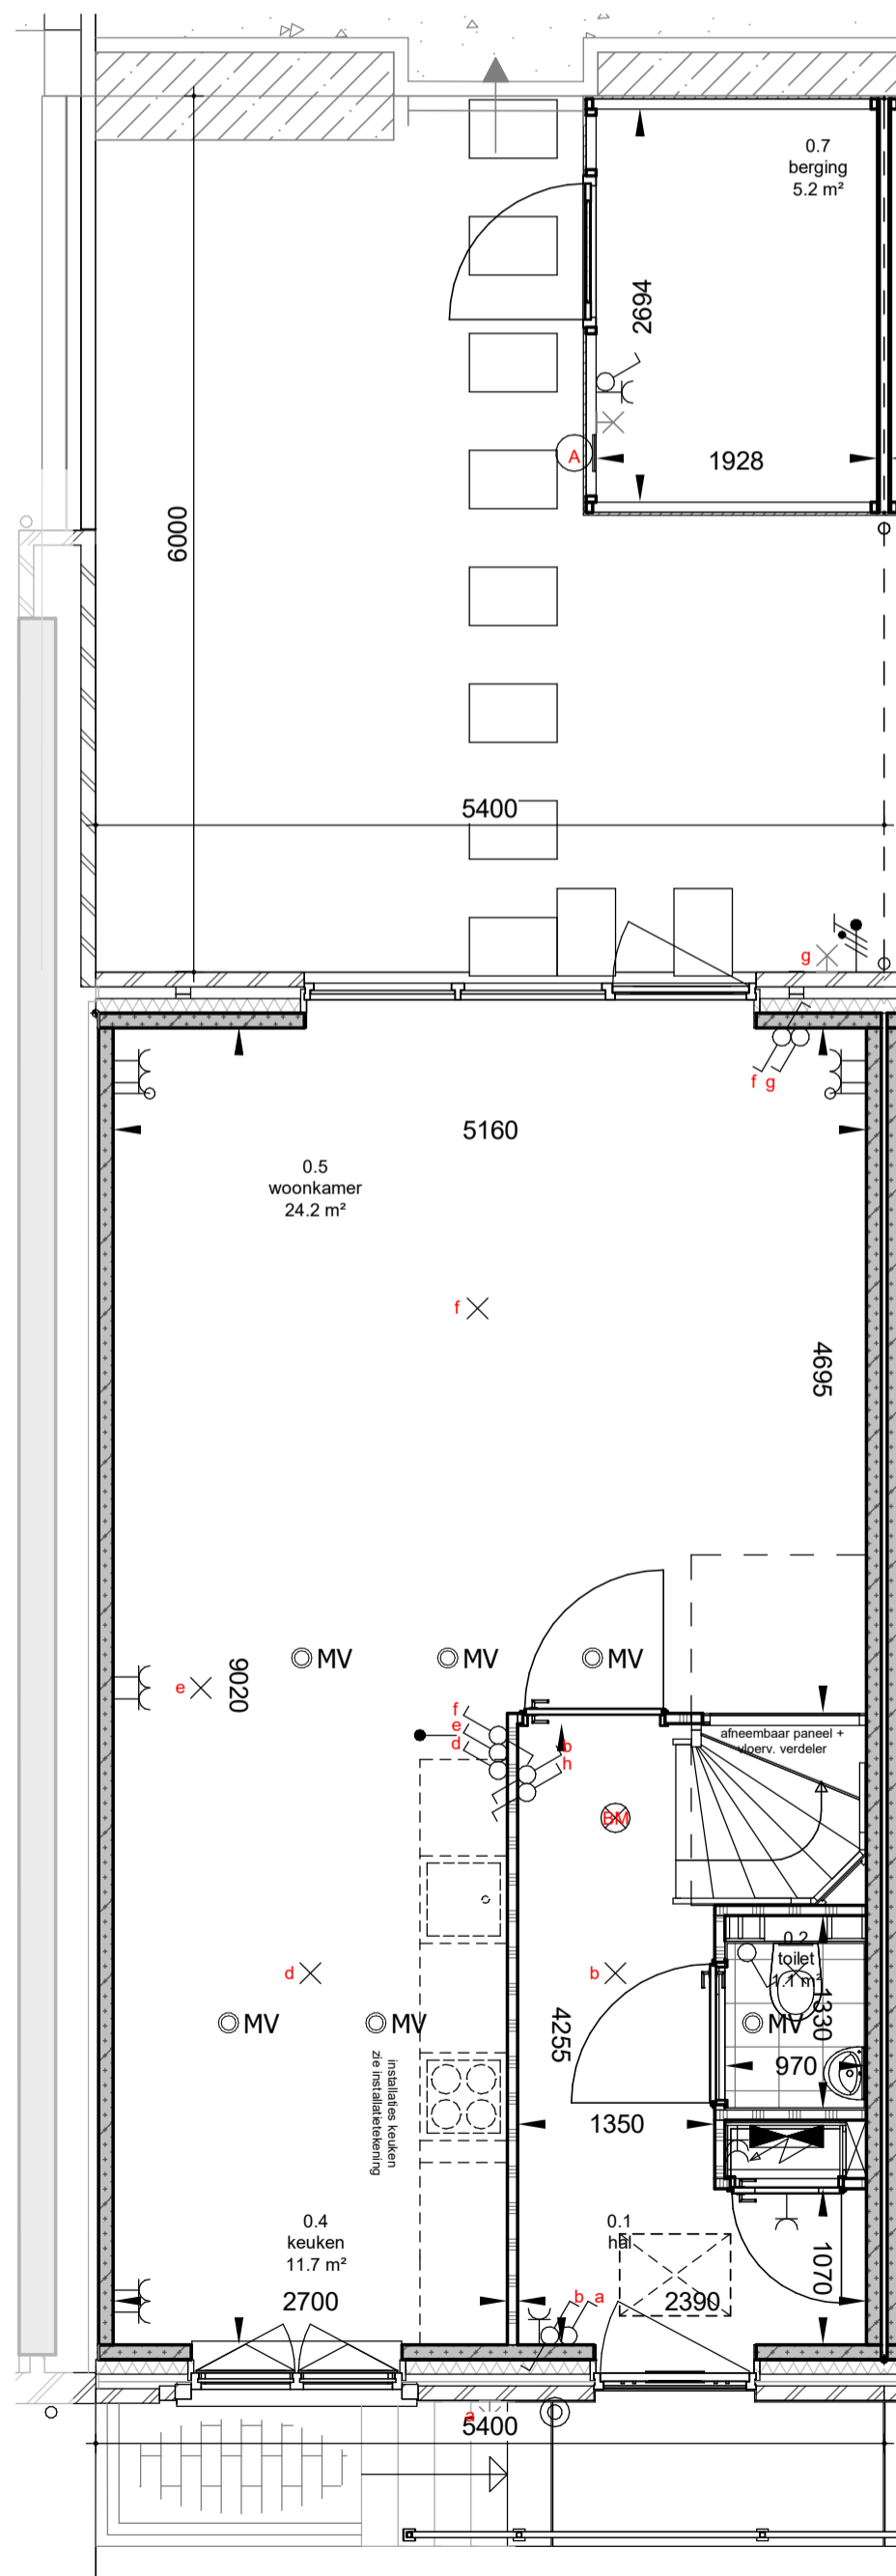 0.7
berging
5.2 m²
2694
A
1928
6000
5400
g
f g
5160
0.5
woonkamer
24.2 m²
f
4695
MV MV MV
e
9020
f
e
d
b
h
afneembaar paneel +
vloerv. verdeler
BM
0.2
toilet
1.1 m²
d
b
1330
MV MV MV
4255
970
installaties keuken
zie installatietekening
1350
0.4
keuken
11.7 m²
0.1
hal
1070
2700
b a
2390
a
5400